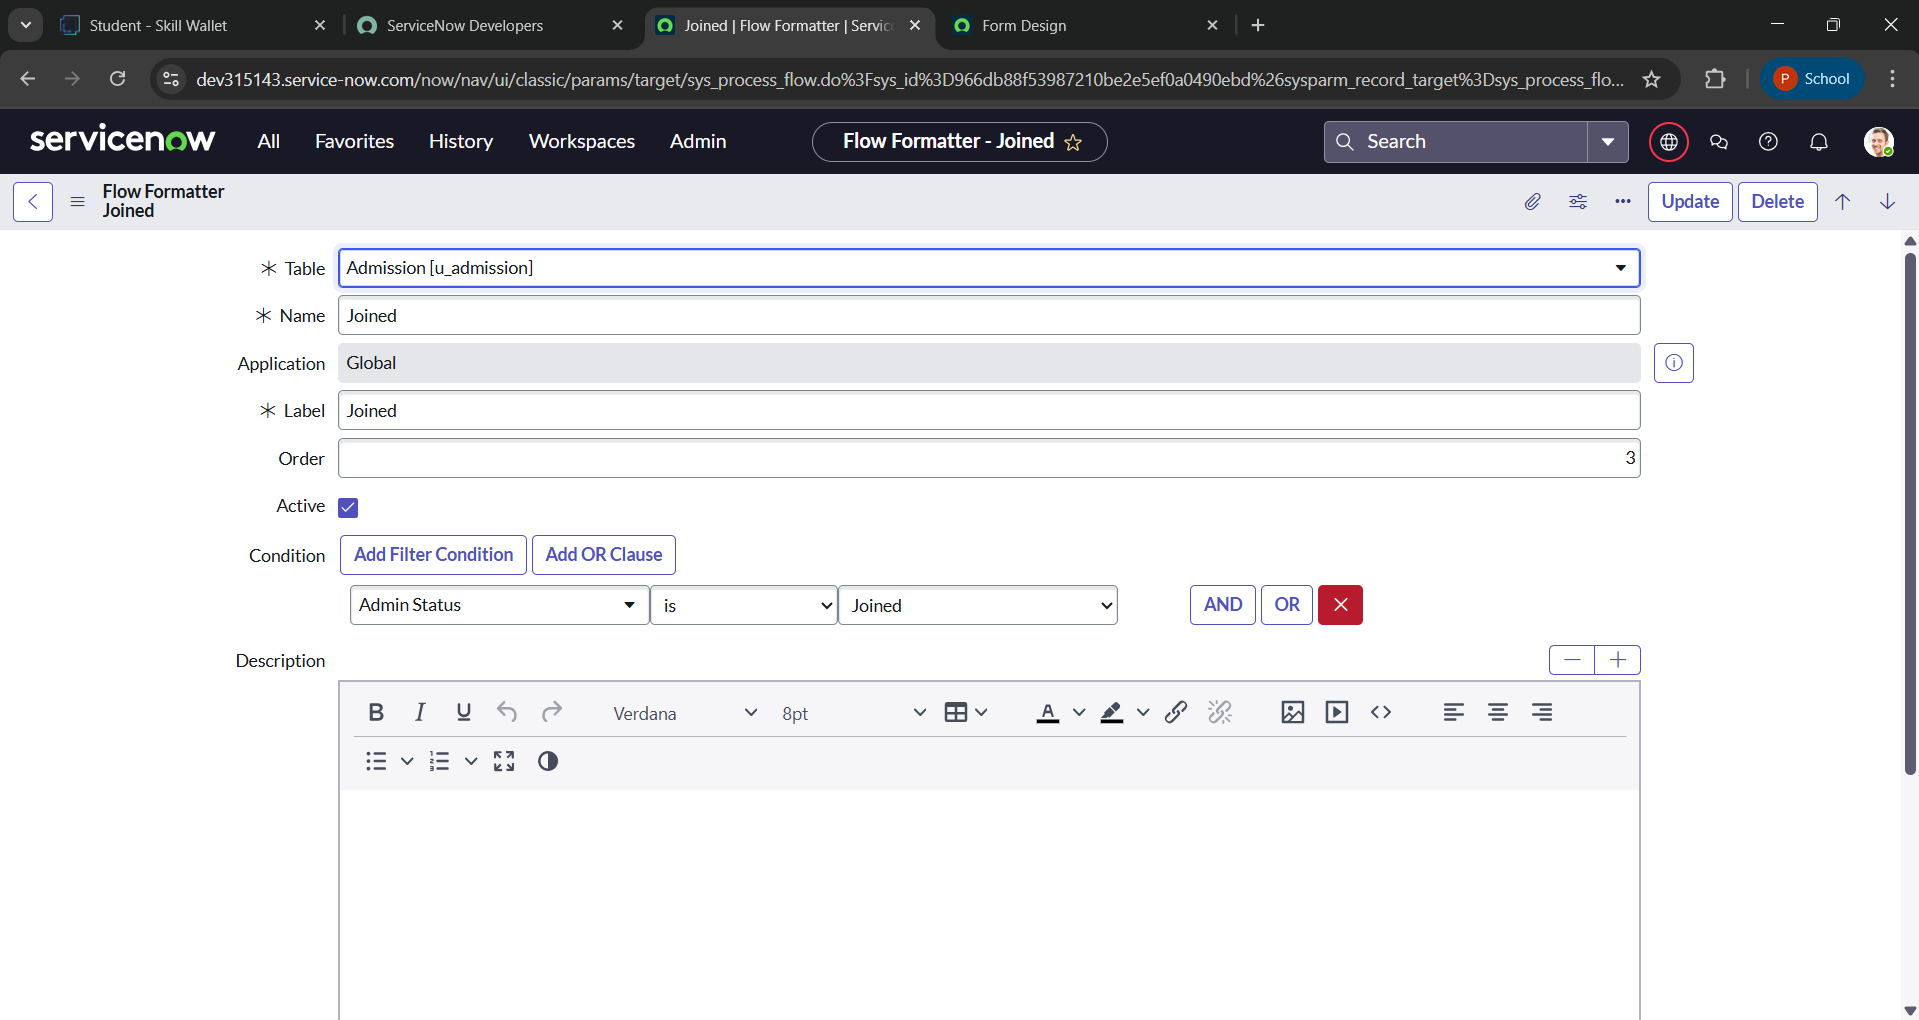 Student - Skill Wallet
ServiceNow Developers
Joined | Flow Formatter | Servic
Form Design
dev315143.service-now.com/now/nav/ui/classic/params/target/sys_process_flow.do%3Fsys_id%3D966db88f53987210be2e5ef0a0490ebd%26sysparm_record_target%3Dsys_process_flo...
P School
servicenow
All
Favorites
History
Workspaces
Admin
Flow Formatter - Joined
Search
Flow Formatter
Joined
Update
Delete
Table
Admission [u_admission]
Name
Joined
Application
Global
Label
Joined
Order
3
Active
Condition
Add Filter Condition
Add OR Clause
Admin Status
is
Joined
AND
OR
Description
Verdana
8pt